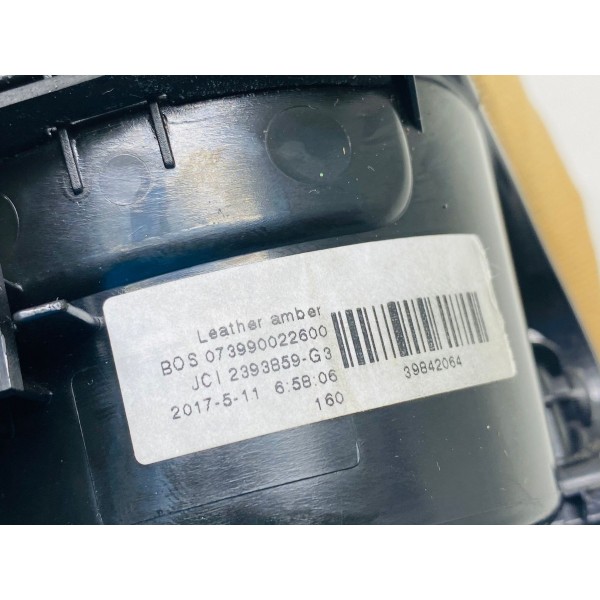 Leather amber
BOS 073990022600
JCI 2393859-G3
2017-5-11 6:58:06
160
39842064